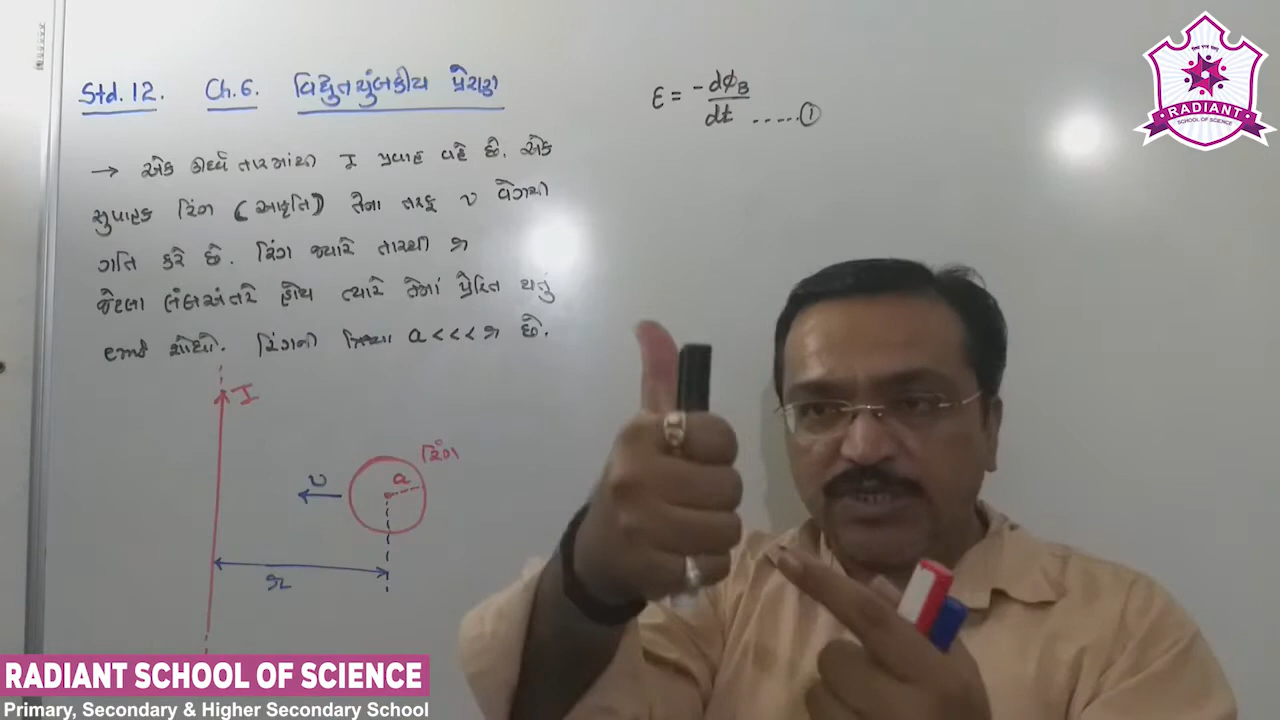 Std. 12. Ch. 6. વિદ્યુતચુંબકીય પ્રેરણ
→ એક ઊર્ધ્વ તારમાંથી I પ્રવાહ વહે છે. એક
સુવાહક રિંગ (આકૃતિ) તેના તરફ v વેગથી
ગતિ કરે છે. રિંગ જ્યારે તારથી r
જેટલા લંબઅંતરે હોય ત્યારે તેમાં પ્રેરિત થતું
emf શોધો. રિંગની ત્રિજ્યા a<<<r છે.
I
રિંગ
a
v
r
ε = -dϕB/dt .....①
RADIANT
SCHOOL OF SCIENCE
RADIANT SCHOOL OF SCIENCE
Primary, Secondary & Higher Secondary School